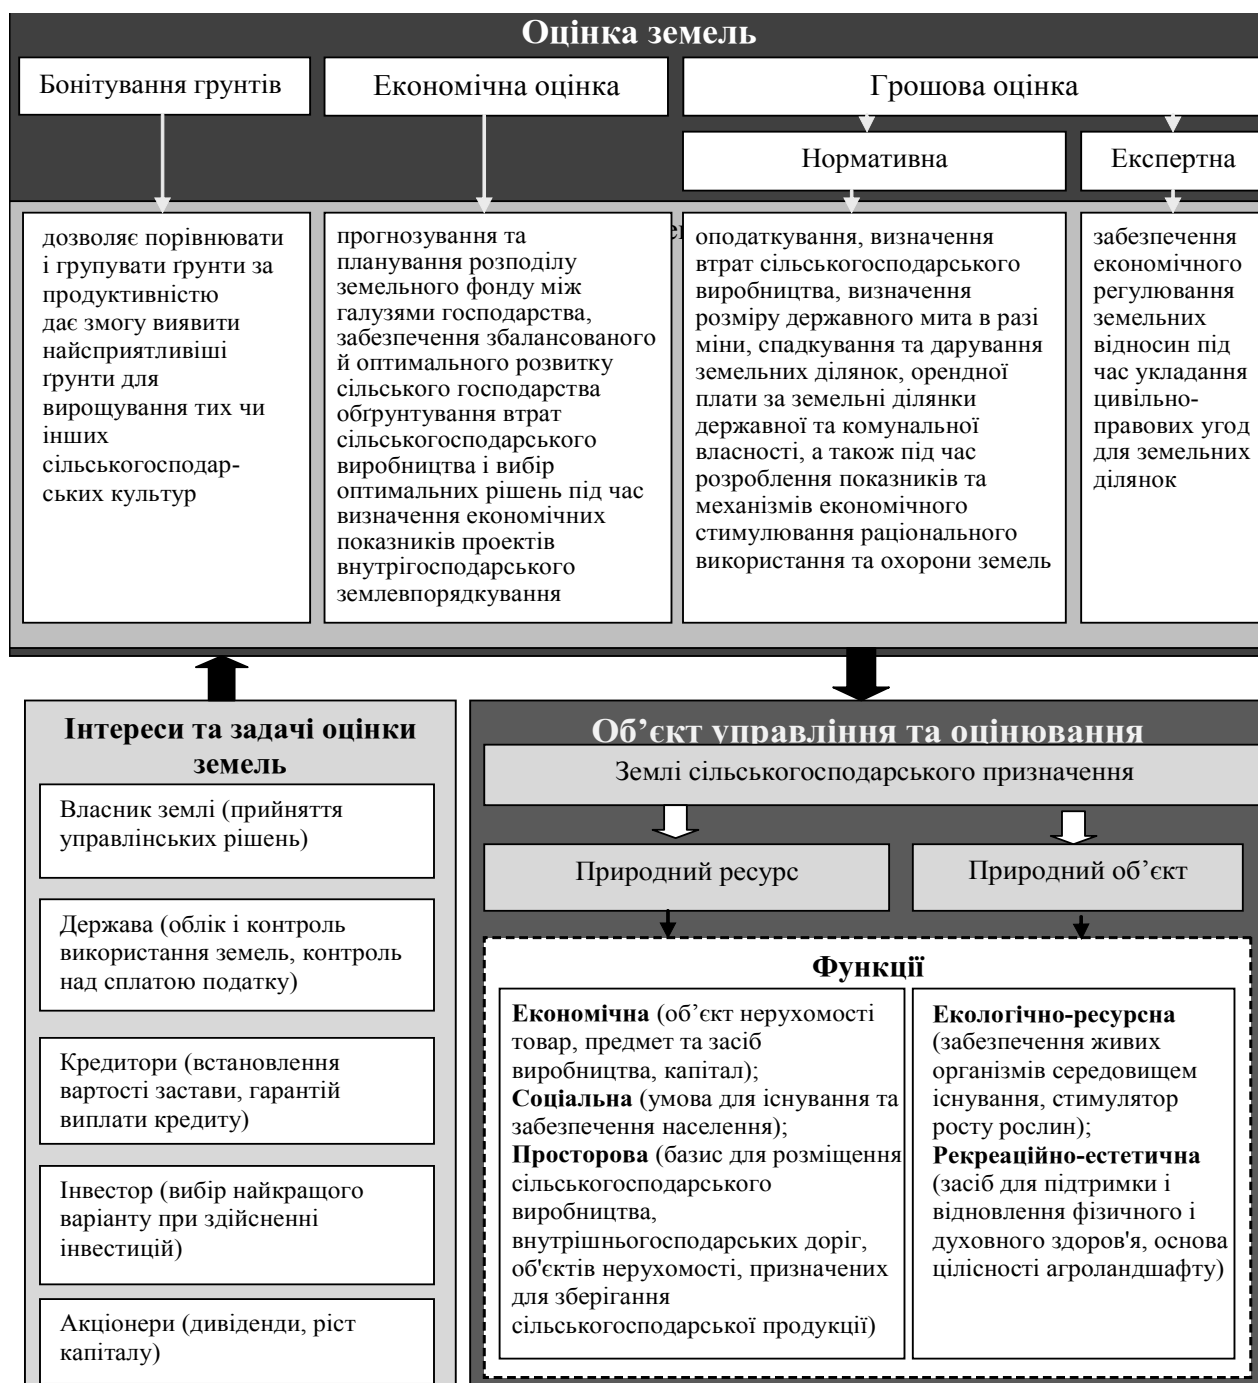 Оцінка земель
Бонітування грунтів
Економічна оцінка
Грошова оцінка
Нормативна
Експертна
дозволяє порівнювати
і групувати ґрунти за
продуктивністю
дає змогу виявити
найсприятливіші
ґрунти для
вирощування тих чи
інших
сільськогосподар-
ських культур
прогнозування та
планування розподілу
земельного фонду між
галузями господарства,
забезпечення збалансованого
й оптимального розвитку
сільського господарства
обґрунтування втрат
сільськогосподарського
виробництва і вибір
оптимальних рішень під час
визначення економічних
показників проектів
внутрігосподарського
землевпорядкування
оподаткування, визначення
втрат сільськогосподарського
виробництва, визначення
розміру державного мита в разі
міни, спадкування та дарування
земельних ділянок, орендної
плати за земельні ділянки
державної та комунальної
власності, а також під час
розроблення показників та
механізмів економічного
стимулювання раціонального
використання та охорони земель
забезпечення
економічного
регулювання
земельних
відносин під
час укладання
цивільно-
правових угод
для земельних
ділянок
Інтереси та задачі оцінки
земель
Власник землі (прийняття
управлінських рішень)
Держава (облік і контроль
використання земель, контроль
над сплатою податку)
Кредитори (встановлення
вартості застави, гарантій
виплати кредиту)
Інвестор (вибір найкращого
варіанту при здійсненні
інвестицій)
Акціонери (дивіденди, ріст
капіталу)
Об’єкт управління та оцінювання
Землі сільськогосподарського призначення
Природний ресурс
Природний об’єкт
Функції
Економічна (об’єкт нерухомості
товар, предмет та засіб
виробництва, капітал);
Соціальна (умова для існування та
забезпечення населення);
Просторова (базис для розміщення
сільськогосподарського
виробництва,
внутрішньогосподарських доріг,
об'єктів нерухомості, призначених
для зберігання
сільськогосподарської продукції)
Екологічно-ресурсна
(забезпечення живих
організмів середовищем
існування, стимулятор
росту рослин);
Рекреаційно-естетична
(засіб для підтримки і
відновлення фізичного і
духовного здоров'я, основа
цілісності агроландшафту)